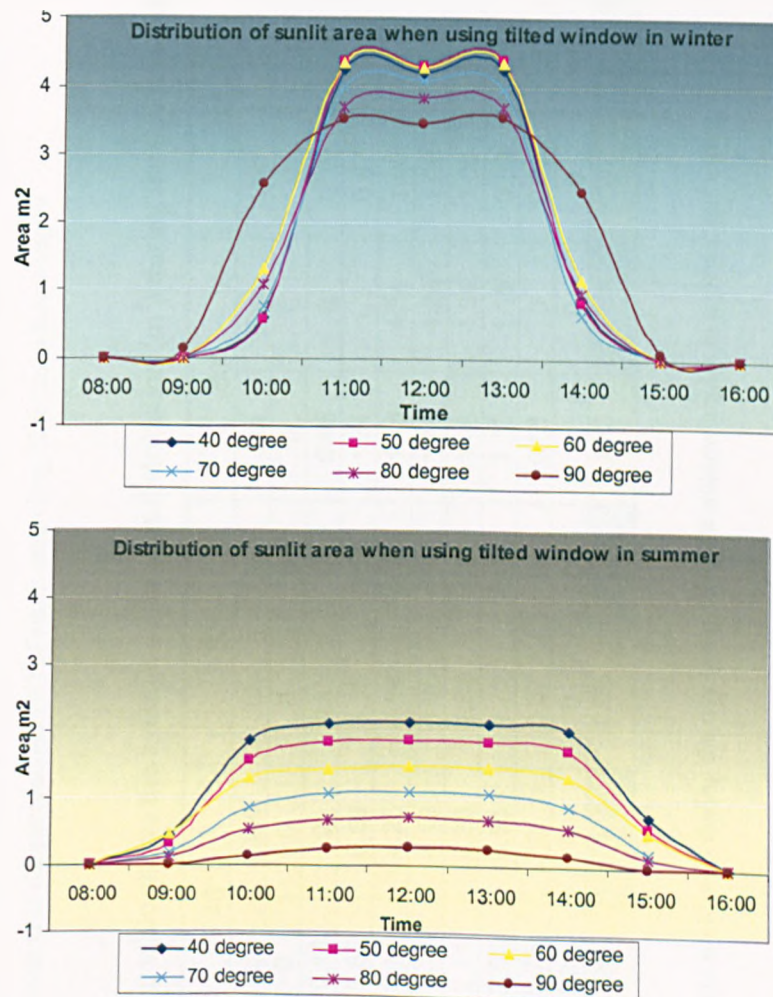 Distribution of sunlit area when using tilted window in winter
5
4
3
2
1
0
-1
Area m2
08:00 09:00 10:00 11:00 12:00 13:00 14:00 15:00 16:00
Time
40 degree 50 degree 60 degree
70 degree 80 degree 90 degree
Distribution of sunlit area when using tilted window in summer
5
4
3
2
1
0
-1
Area m2
08:00 09:00 10:00 11:00 12:00 13:00 14:00 15:00 16:00
Time
40 degree 50 degree 60 degree
70 degree 80 degree 90 degree